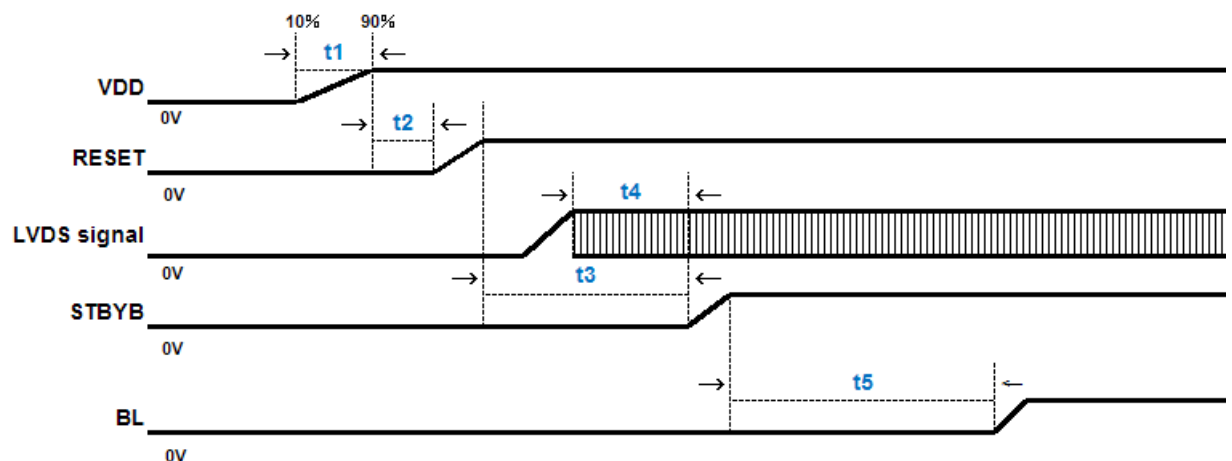 10% 90%
t1
VDD
0V
t2
RESET
0V
t4
LVDS signal
0V
t3
STBYB
0V
t5
BL
0V